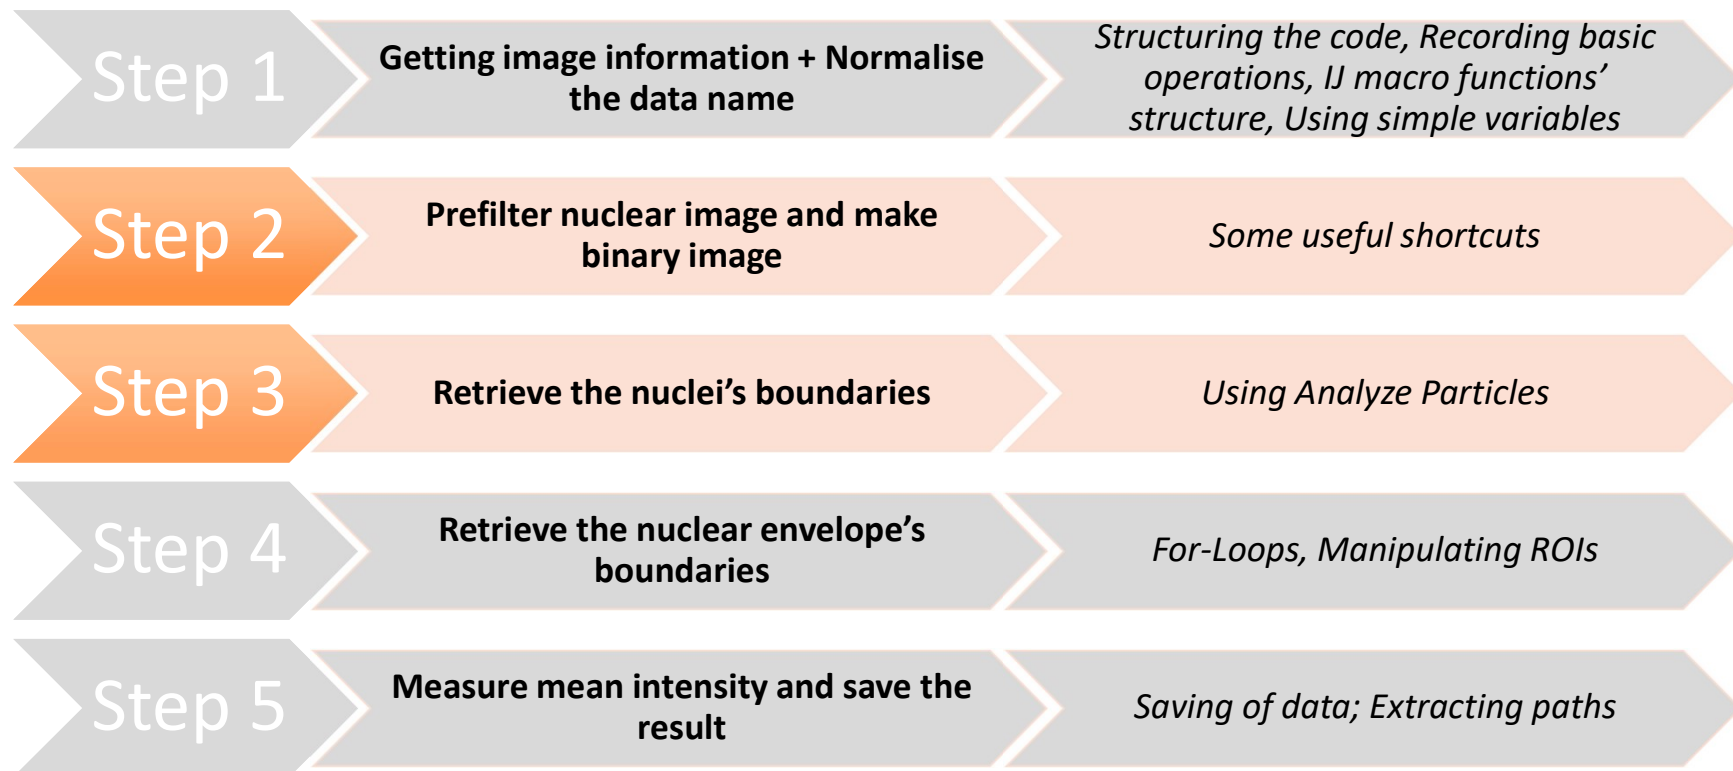 Step 1
Getting image information + Normalise
the data name
Structuring the code, Recording basic
operations, IJ macro functions’
structure, Using simple variables
Step 2
Prefilter nuclear image and make
binary image
Some useful shortcuts
Step 3
Retrieve the nuclei’s boundaries
Using Analyze Particles
Step 4
Retrieve the nuclear envelope’s
boundaries
For-Loops, Manipulating ROIs
Step 5
Measure mean intensity and save the
result
Saving of data; Extracting paths